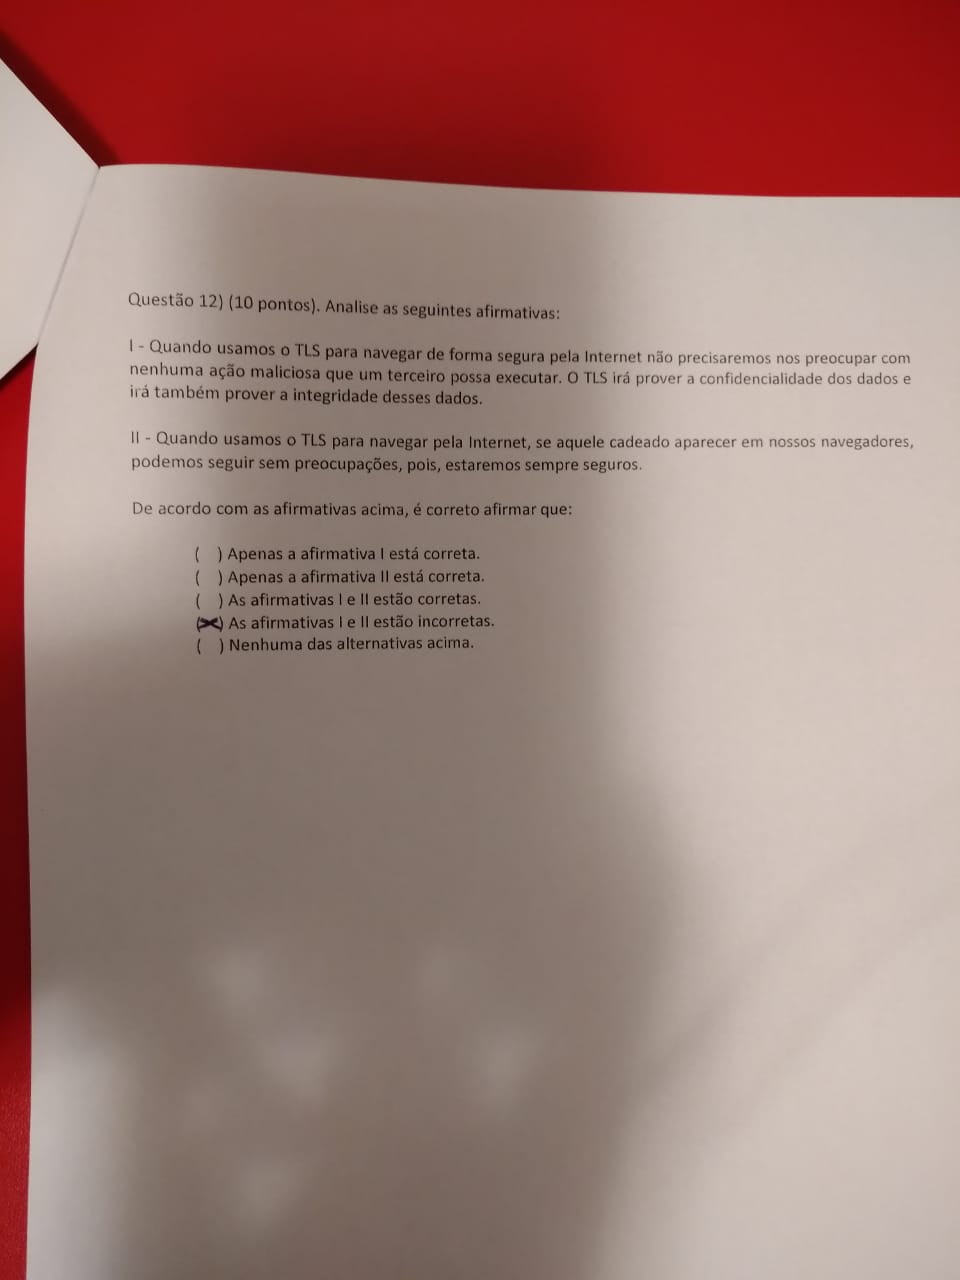 Questão 12) (10 pontos). Analise as seguintes afirmativas:
I - Quando usamos o TLS para navegar de forma segura pela Internet não precisaremos nos preocupar com
nenhuma ação maliciosa que um terceiro possa executar. O TLS irá prover a confidencialidade dos dados e
irá também prover a integridade desses dados.
II - Quando usamos o TLS para navegar pela Internet, se aquele cadeado aparecer em nossos navegadores,
podemos seguir sem preocupações, pois, estaremos sempre seguros.
De acordo com as afirmativas acima, é correto afirmar que:
( ) Apenas a afirmativa I está correta.
( ) Apenas a afirmativa II está correta.
( ) As afirmativas I e II estão corretas.
(X) As afirmativas I e II estão incorretas.
( ) Nenhuma das alternativas acima.